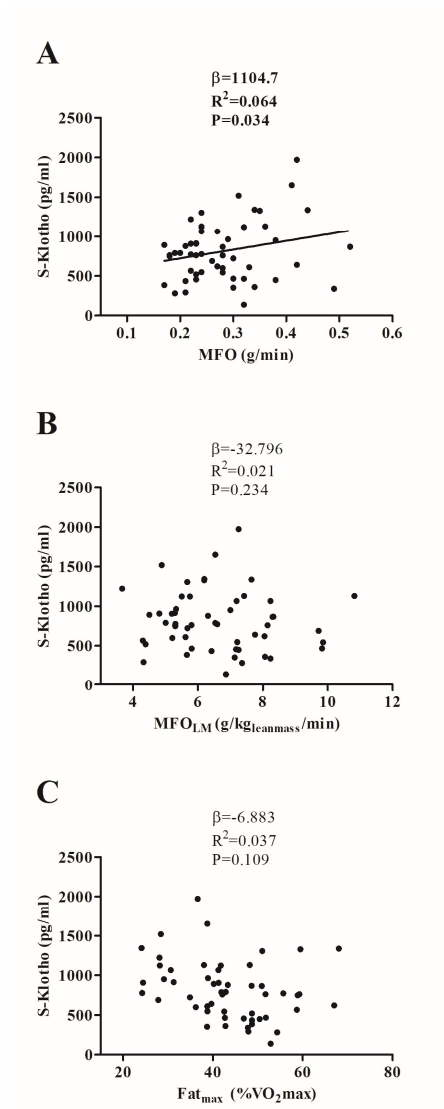 A
β=1104.7
R²=0.064
P=0.034
2500
2000
1500
1000
500
0
S-Klotho (pg/ml)
0.1 0.2 0.3 0.4 0.5 0.6
MFO (g/min)
B
β=-32.796
R²=0.021
P=0.234
2500
2000
1500
1000
500
0
S-Klotho (pg/ml)
4 6 8 10 12
MFO_LM (g/kg_leanmass/min)
C
β=-6.883
R²=0.037
P=0.109
2500
2000
1500
1000
500
0
S-Klotho (pg/ml)
20 40 60 80
Fat_max (%VO₂max)